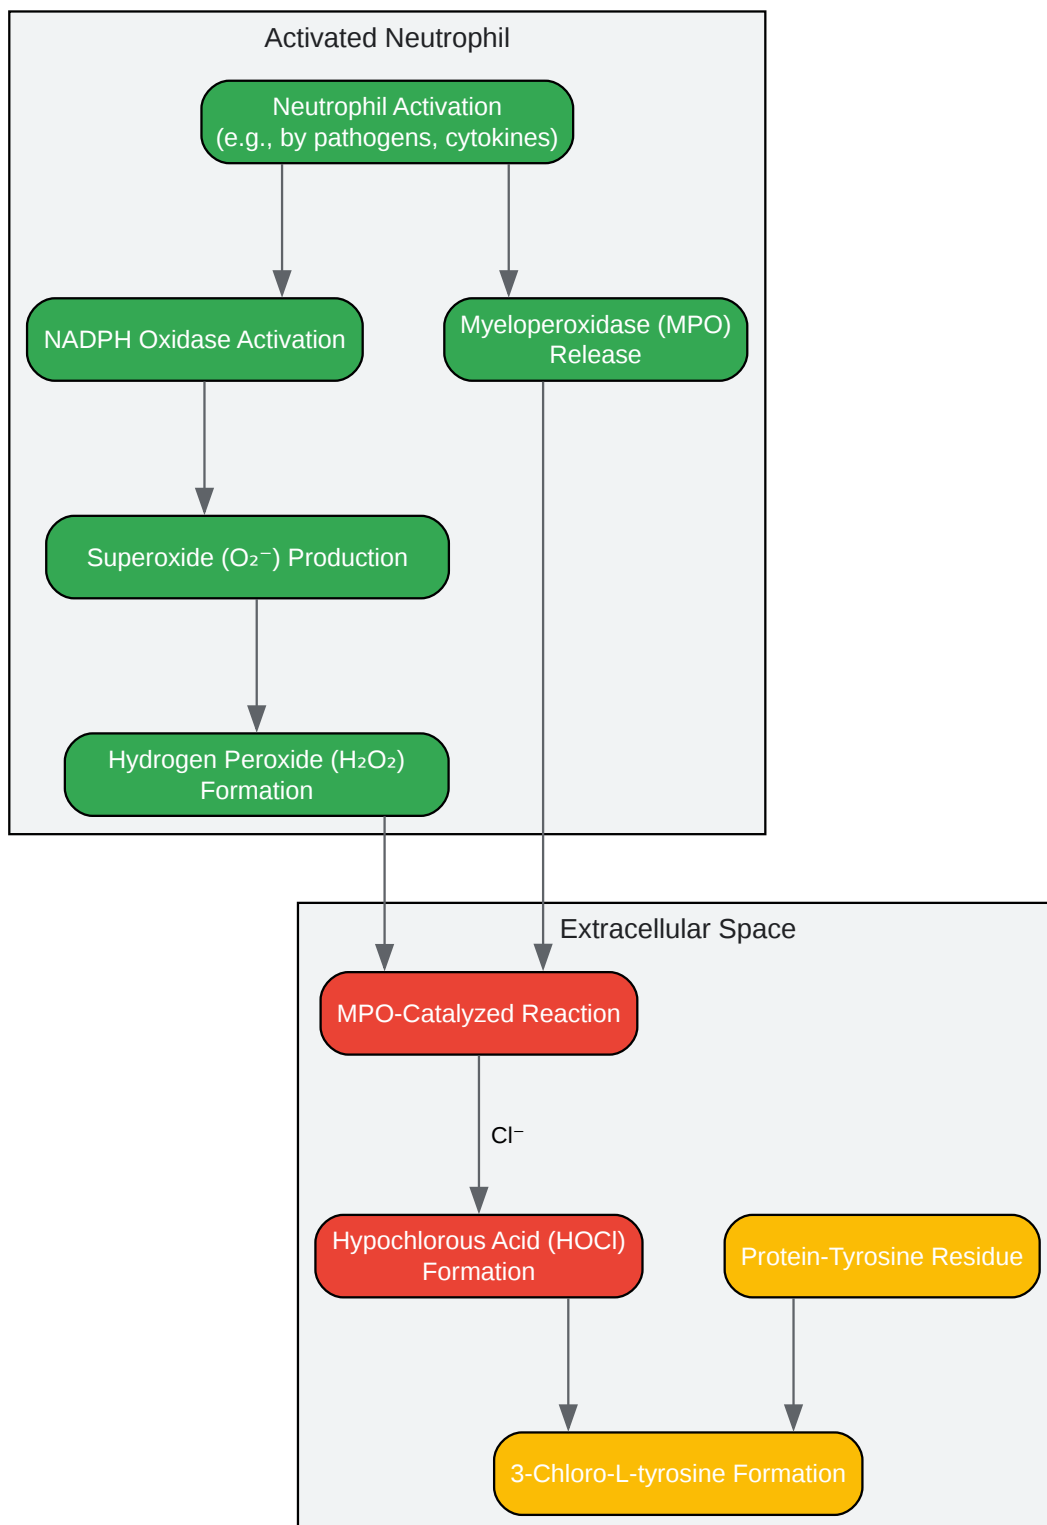 Activated Neutrophil
Neutrophil Activation
(e.g., by pathogens, cytokines)
NADPH Oxidase Activation
Myeloperoxidase (MPO)
Release
Superoxide (O₂⁻) Production
Hydrogen Peroxide (H₂O₂)
Formation
Extracellular Space
MPO-Catalyzed Reaction
Cl⁻
Hypochlorous Acid (HOCl)
Formation
Protein-Tyrosine Residue
3-Chloro-L-tyrosine Formation